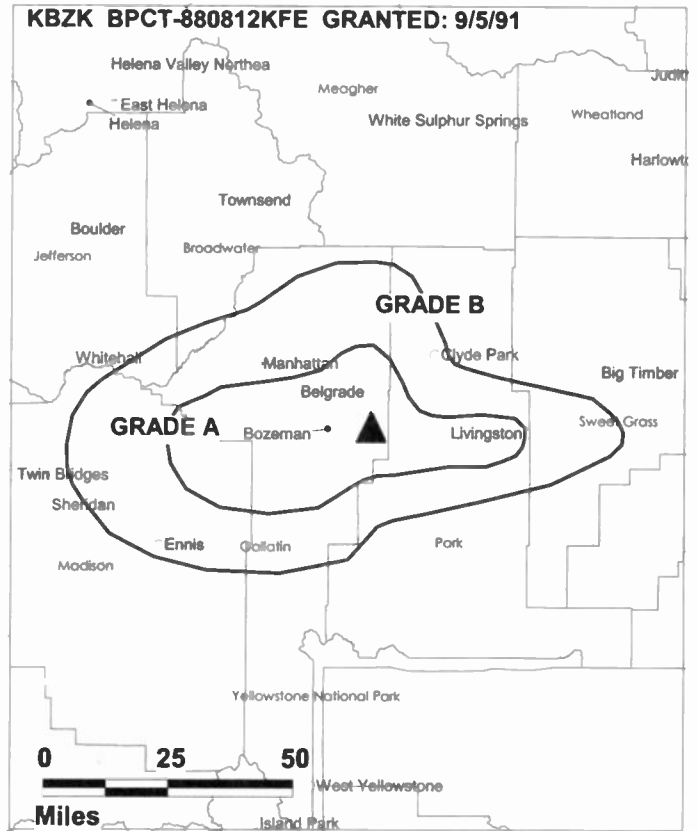 KBZK BPCT-880812KFE GRANTED: 9/5/91
Helena Valley Northea
Judit
Meagher
East Helena
Helena
White Sulphur Springs
Wheatland
Harlowt
Townsend
Boulder
Broadwater
Jefferson
GRADE B
Whitehall
Manhattan
Clyde Park
Big Timber
Belgrade
GRADE A
Bozeman
Livingston
Sweet Grass
Twin Bridges
Sheridan
Ennis
Gallatin
Park
Madison
Yellowstone National Park
0 25 50
West Yellowstone
Miles
Island Park